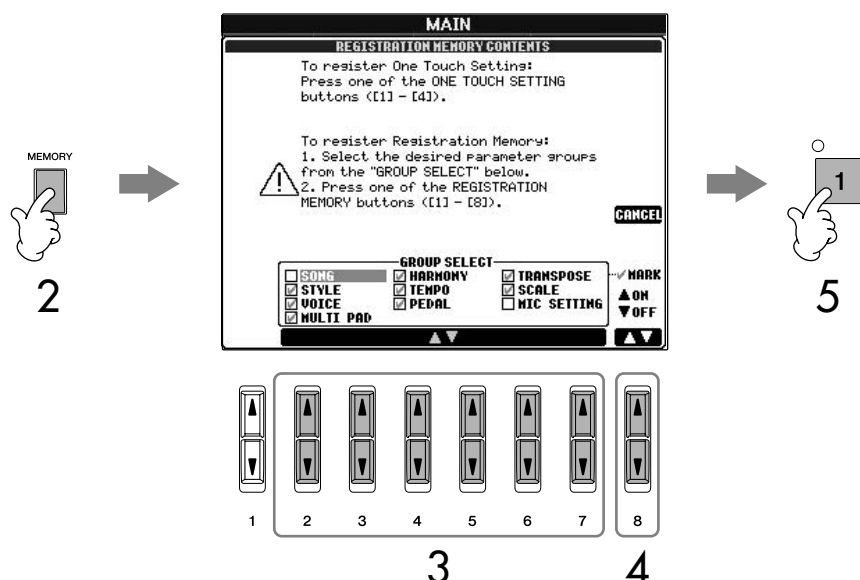 MAIN
REGISTRATION MEMORY CONTENTS
To register One Touch Setting:
Press one of the ONE TOUCH SETTING
buttons ([1] - [4]).
To register Registration Memory:
1. Select the desired parameter groups
from the "GROUP SELECT" below.
2. Press one of the REGISTRATION
MEMORY buttons ([1] - [8]).
CANCEL
GROUP SELECT
SONG HARMONY TRANSPOSE
STYLE TEMPO SCALE
VOICE PEDAL MIC SETTING
MULTI PAD
MARK
▲ON
▼OFF
▲▼ ▲▼
MEMORY
2
1
5
1 2 3 4 5 6 7 8
3 4